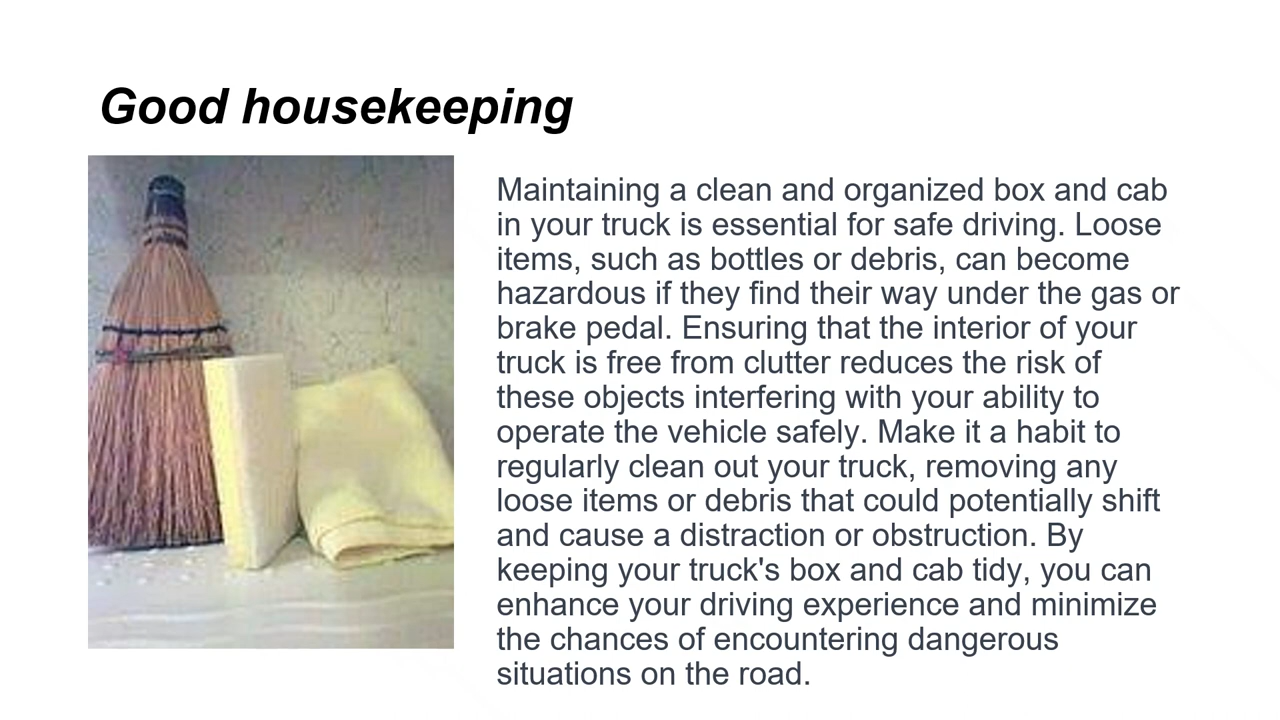 Good housekeeping
Maintaining a clean and organized box and cab
in your truck is essential for safe driving. Loose
items, such as bottles or debris, can become
hazardous if they find their way under the gas or
brake pedal. Ensuring that the interior of your
truck is free from clutter reduces the risk of
these objects interfering with your ability to
operate the vehicle safely. Make it a habit to
regularly clean out your truck, removing any
loose items or debris that could potentially shift
and cause a distraction or obstruction. By
keeping your truck's box and cab tidy, you can
enhance your driving experience and minimize
the chances of encountering dangerous
situations on the road.